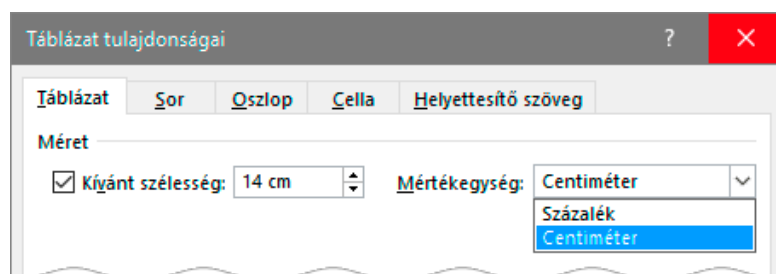 Táblázat tulajdonságai ?
Táblázat Sor Oszlop Cella Helyettesítő szöveg
Méret
Kívánt szélesség: 14 cm Mértékegység: Centiméter
Százalék
Centiméter